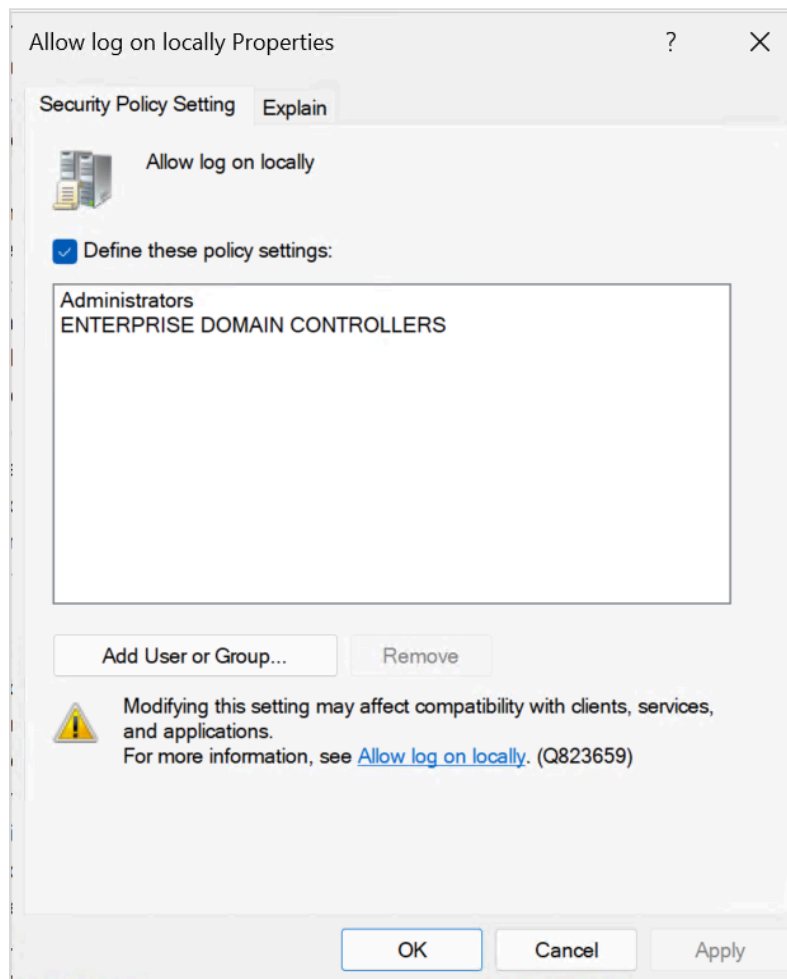 Allow log on locally Properties ?
Security Policy Setting Explain
Allow log on locally
Define these policy settings:
Administrators
ENTERPRISE DOMAIN CONTROLLERS
Add User or Group... Remove
Modifying this setting may affect compatibility with clients, services,
and applications.
For more information, see Allow log on locally. (Q823659)
OK Cancel Apply